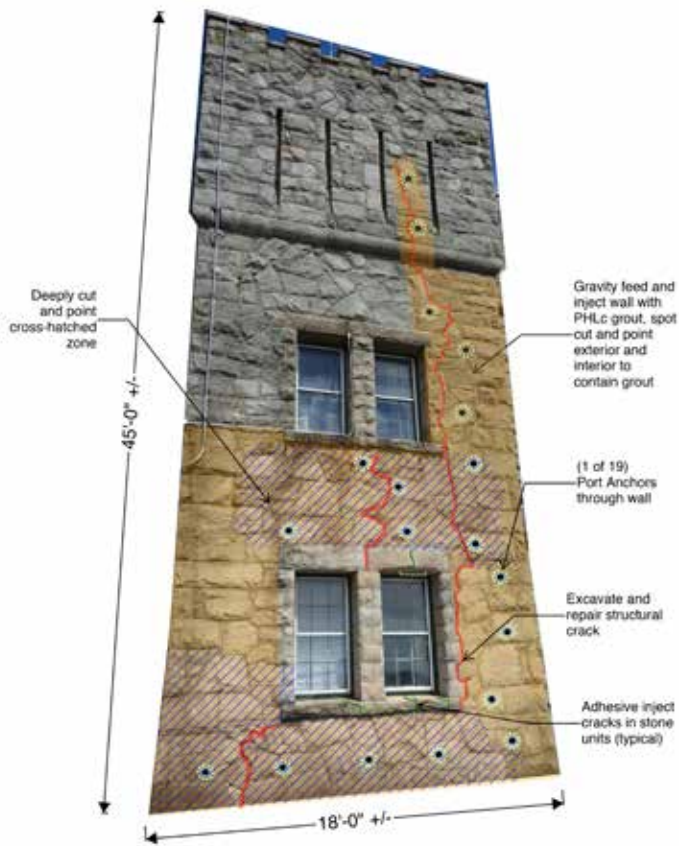 Deeply cut
and point
cross-hatched
zone
45'-0" +/-
Gravity feed and
inject wall with
PHLc grout, spot
cut and point
exterior and
interior to
contain grout
(1 of 19)
Port Anchors
through wall
Excavate and
repair structural
crack
Adhesive inject
cracks in stone
units (typical)
18'-0" +/-